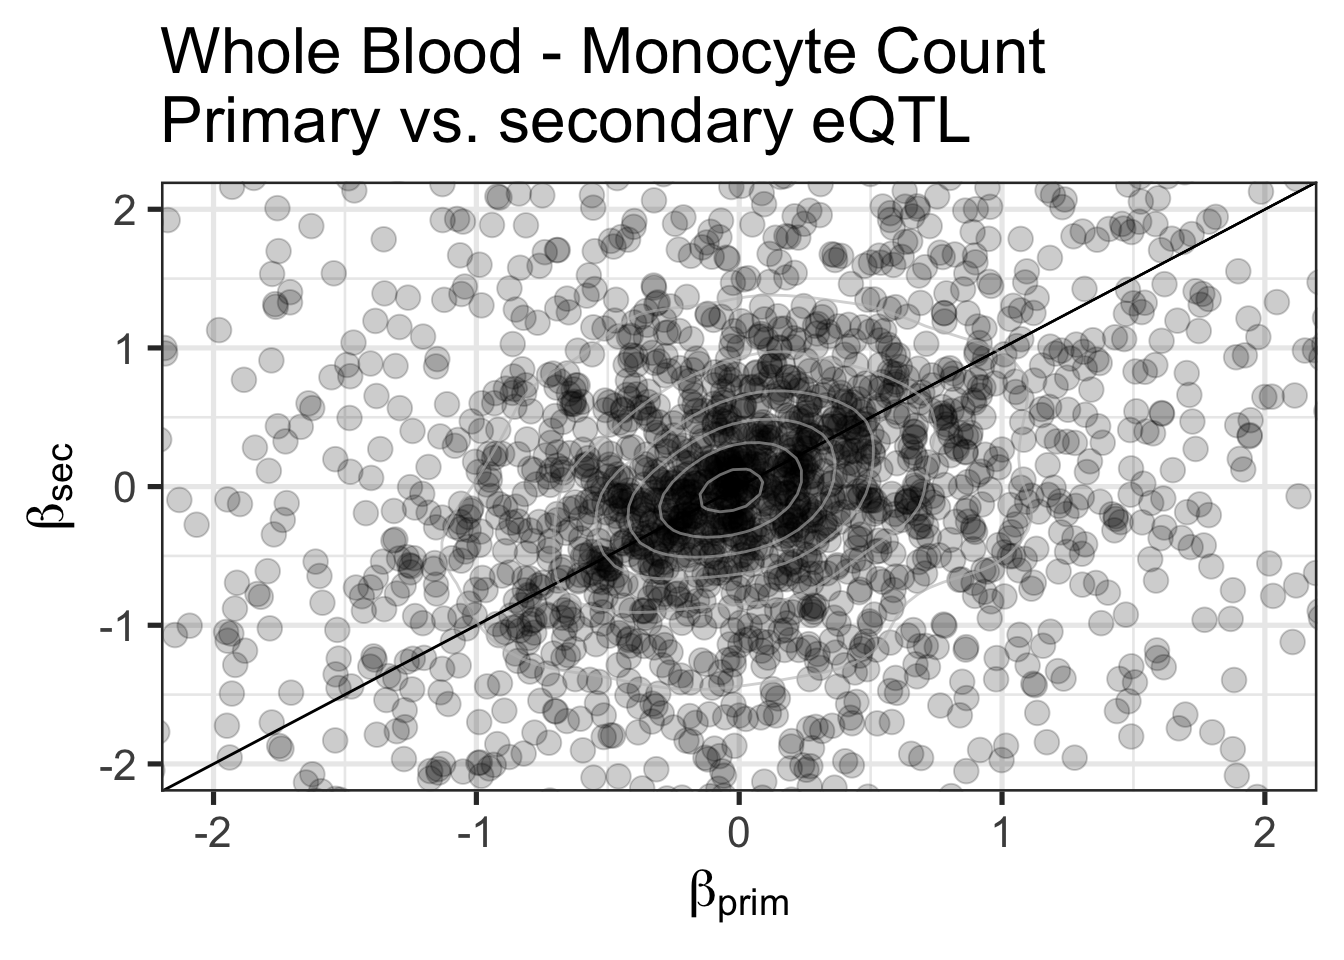 Whole Blood - Monocyte Count
Primary vs. secondary eQTL
2
1
0
-1
-2
βsec
-2 -1 0 1 2
βprim